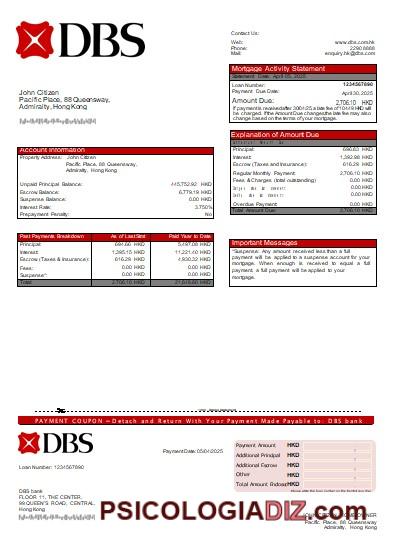 DBS
Contact Us:
Web: www.dbs.com.hk
Phone: 2290 8888
Mail: enquiry.hk@dbs.com
Mortgage Activity Statement
Statement Date: April 05, 2025
Loan Number: 1234567890
Payment Due Date: April 30, 2025
Amount Due: 2,706.10 HKD
If payment is received after 30/04/25 a late fee of 10.49 HKD will
be charged. If the Amount Due changes the late fee may also
change based on the terms of your mortgage.
John Citizen
Pacific Place, 88 Queensway,
Admiralty, Hong Kong
Explanation of Amount Due
Principal: 696.63 HKD
Interest: 1,392.98 HKD
Escrow (Taxes and Insurance): 616.29 HKD
Regular Monthly Payment: 2,706.10 HKD
Fees & Charges (total outstanding) 0.00 HKD
0.00 HKD
0.00 HKD
Overdue Payment 0.00 HKD
Total Amount Due: 2,706.10 HKD
Account Information
Property Address: John Citizen
Pacific Place, 88 Queensway,
Admiralty, Hong Kong
Unpaid Principal Balance: 445,752.92 HKD
Escrow Balance: 6,779.19 HKD
Suspense Balance: 0.00 HKD
Interest Rate: 3.750%
Prepayment Penalty: No
Past Payments Breakdown As of Last Stmt Paid Year to Date
Principal: 694.66 HKD 5,497.08 HKD
Interest: 1,395.15 HKD 11,221.40 HKD
Escrow (Taxes & Insurance): 616.29 HKD 4,930.32 HKD
Fees: 0.00 HKD 0.00 HKD
Suspense*: 0.00 HKD 0.00 HKD
Total: 2,706.10 HKD 21,648.80 HKD
Important Messages
*Suspense: Any amount received less than a full
payment will be applied to a suspense account for your
mortgage. When enough is received to equal a full
payment, a full payment will be applied to your
mortgage.
PAYMENT COUPON – Detach and Return With Your Payment Made Payable to: DBS bank
DBS
Payment Date: 05/04/2025
Loan Number: 1234567890
Payment Amount HKD
Additional Principal HKD
Additional Escrow HKD
Other HKD
Total Amount Enclosed HKD
DBS bank
FLOOR 11, THE CENTER,
99 QUEEN'S ROAD, CENTRAL,
Hong Kong
Pacific Place, 88 Queensway
Admiralty, Hong Kong
PSICOLOGIADIZ.COM